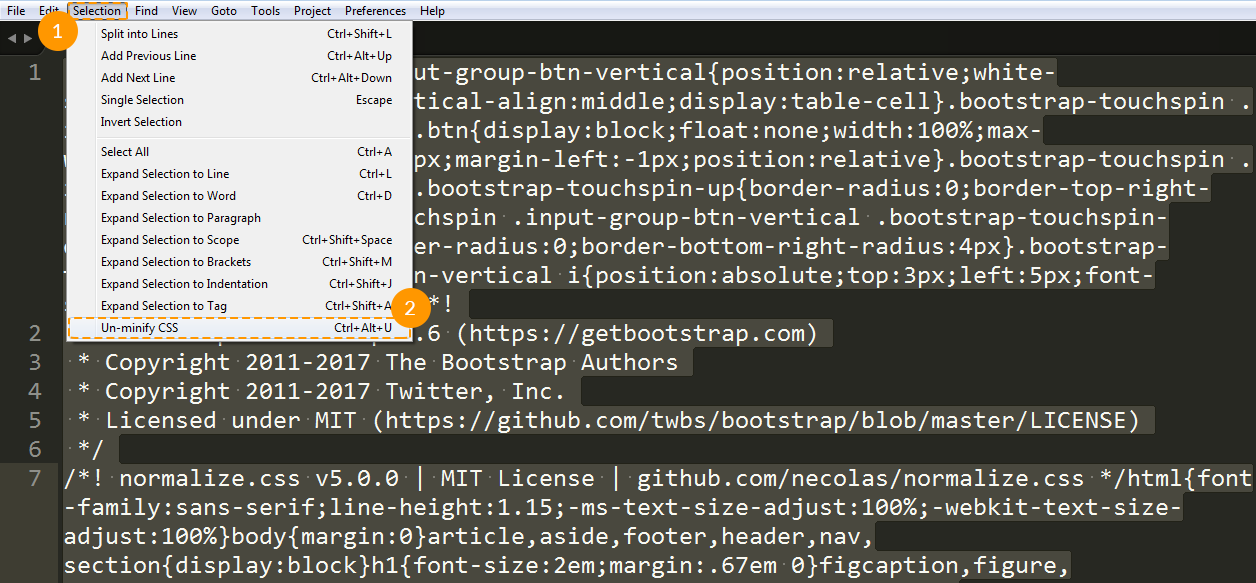 File Edit Selection Find View Goto Tools Project Preferences Help
1
Split into Lines Ctrl+Shift+L
Add Previous Line Ctrl+Alt+Up
Add Next Line Ctrl+Alt+Down
Single Selection Escape
Invert Selection
Select All Ctrl+A
Expand Selection to Line Ctrl+L
Expand Selection to Word Ctrl+D
Expand Selection to Paragraph
Expand Selection to Scope Ctrl+Shift+Space
Expand Selection to Brackets Ctrl+Shift+M
Expand Selection to Indentation Ctrl+Shift+J
Expand Selection to Tag Ctrl+Shift+A
2
Un-minify CSS Ctrl+Alt+U
1 ut-group-btn-vertical{position:relative;white-
tical-align:middle;display:table-cell}.bootstrap-touchspin .
.btn{display:block;float:none;width:100%;max-
px;margin-left:-1px;position:relative}.bootstrap-touchspin .
.bootstrap-touchspin-up{border-radius:0;border-top-right-
chspin .input-group-btn-vertical .bootstrap-touchspin-
er-radius:0;border-bottom-right-radius:4px}.bootstrap-
n-vertical i{position:absolute;top:3px;left:5px;font-
*!
2 .6 (https://getbootstrap.com)
3 * Copyright 2011-2017 The Bootstrap Authors
4 * Copyright 2011-2017 Twitter, Inc.
5 * Licensed under MIT (https://github.com/twbs/bootstrap/blob/master/LICENSE)
6 */
7 /*! normalize.css v5.0.0 | MIT License | github.com/necolas/normalize.css */html{font
-family:sans-serif;line-height:1.15;-ms-text-size-adjust:100%;-webkit-text-size-
adjust:100%}body{margin:0}article,aside,footer,header,nav,
section{display:block}h1{font-size:2em;margin:.67em 0}figcaption,figure,